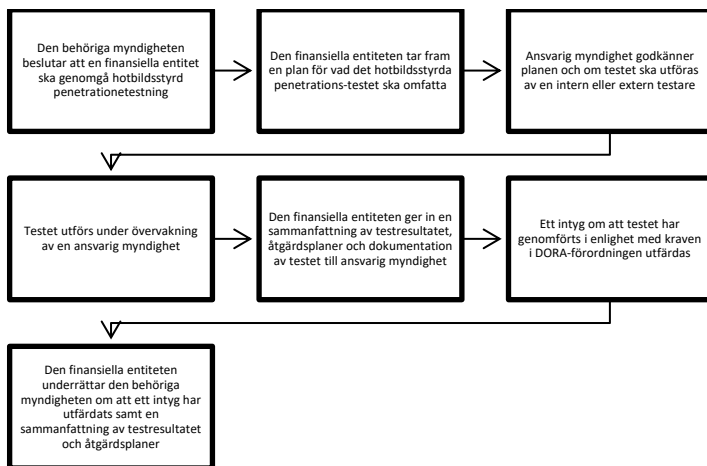 Den behöriga myndigheten
beslutar att en finansiella entitet
ska genomgå hotbildsstyrd
penetrationetestning
Den finansiella entiteten tar fram
en plan för vad det hotbildsstyrda
penetrations-testet ska omfatta
Ansvarig myndighet godkänner
planen och om testet ska utföras
av en intern eller extern testare
Testet utförs under övervakning
av en ansvarig myndighet
Den finansiella entiteten ger in en
sammanfattning av testresultatet,
åtgärdsplaner och dokumentation
av testet till ansvarig myndighet
Ett intyg om att testet har
genomförts i enlighet med kraven
i DORA-förordningen utfärdas
Den finansiella entiteten
underrättar den behöriga
myndigheten om att ett intyg har
utfärdats samt en
sammanfattning av testresultatet
och åtgärdsplaner